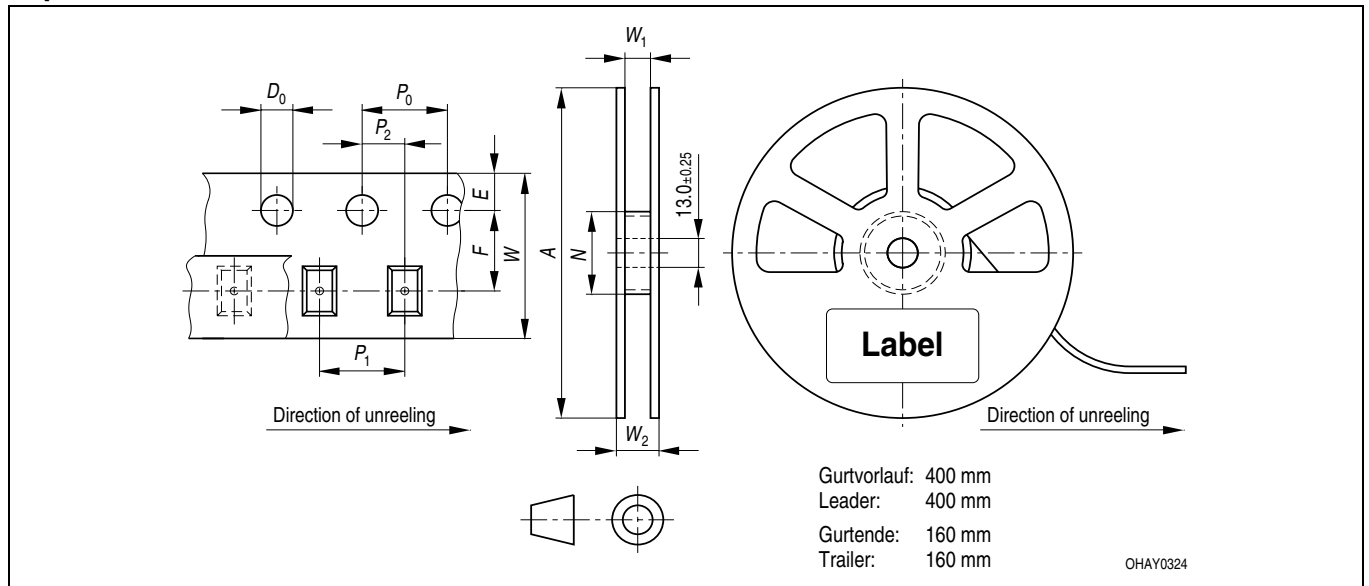 W₁
D₀
P₀
P₂
E
F
W
A
N
13.0±0.25
P₁
W₂
Label
Direction of unreeling
Direction of unreeling
Gurtvorlauf: 400 mm
Leader: 400 mm
Gurtende: 160 mm
Trailer: 160 mm
OHAY0324